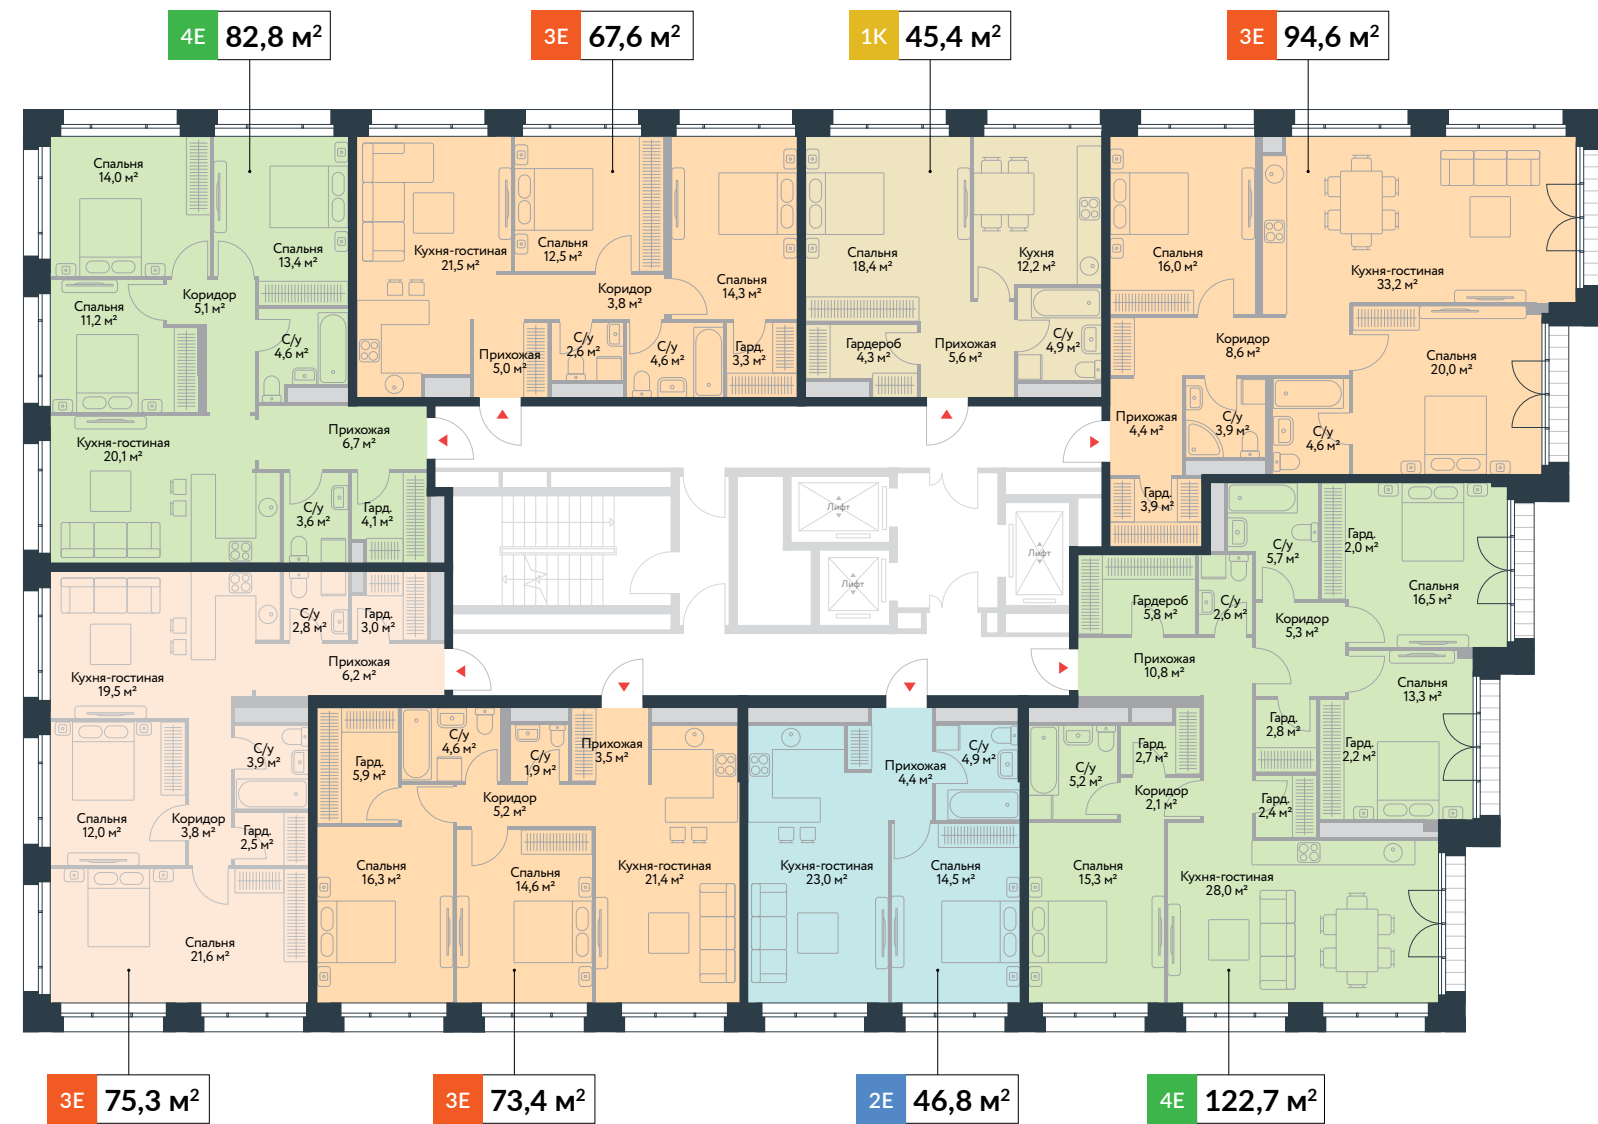 4Е 82,8 м²
3Е 67,6 м²
1К 45,4 м²
3Е 94,6 м²
Спальня
14,0 м²
Спальня
13,4 м²
Спальня
11,2 м²
Коридор
5,1 м²
С/у
4,6 м²
Кухня-гостиная
20,1 м²
Прихожая
6,7 м²
С/у
3,6 м²
Гард.
4,1 м²
Кухня-гостиная
21,5 м²
Спальня
12,5 м²
Коридор
3,8 м²
Спальня
14,3 м²
Прихожая
5,0 м²
С/у
2,6 м²
С/у
4,6 м²
Гард.
3,3 м²
Спальня
18,4 м²
Кухня
12,2 м²
Гардероб
4,3 м²
Прихожая
5,6 м²
С/у
4,9 м²
Спальня
16,0 м²
Кухня-гостиная
33,2 м²
Коридор
8,6 м²
Спальня
20,0 м²
Прихожая
4,4 м²
С/у
3,9 м²
С/у
4,6 м²
Гард.
3,9 м²
Лифт
Лифт
Лифт
С/у
2,8 м²
Гард.
3,0 м²
Прихожая
6,2 м²
Кухня-гостиная
19,5 м²
С/у
3,9 м²
Спальня
12,0 м²
Коридор
3,8 м²
Гард.
2,5 м²
Спальня
21,6 м²
Гард.
5,9 м²
С/у
4,6 м²
С/у
1,9 м²
Прихожая
3,5 м²
Коридор
5,2 м²
Спальня
16,3 м²
Спальня
14,6 м²
Кухня-гостиная
21,4 м²
Прихожая
4,4 м²
С/у
4,9 м²
Кухня-гостиная
23,0 м²
Спальня
14,5 м²
С/у
5,7 м²
Гард.
2,0 м²
Спальня
16,5 м²
Гардероб
5,8 м²
С/у
2,6 м²
Коридор
5,3 м²
Прихожая
10,8 м²
Спальня
13,3 м²
Гард.
2,8 м²
Гард.
2,2 м²
С/у
5,2 м²
Гард.
2,7 м²
Коридор
2,1 м²
Гард.
2,4 м²
Спальня
15,3 м²
Кухня-гостиная
28,0 м²
3Е 75,3 м²
3Е 73,4 м²
2Е 46,8 м²
4Е 122,7 м²